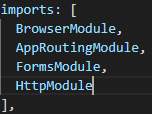 imports: [
BrowserModule,
AppRoutingModule,
FormsModule,
HttpModule
],